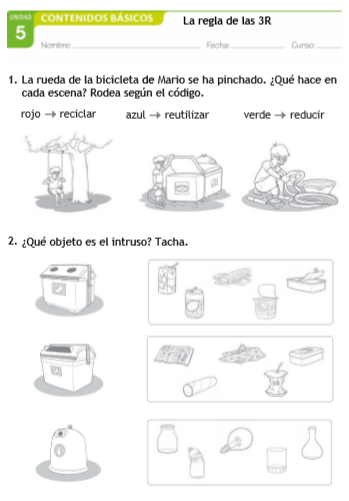 UNIDAD
5
CONTENIDOS BÁSICOS
La regla de las 3R
Nombre:
Fecha:
Curso:
1. La rueda de la bicicleta de Mario se ha pinchado. ¿Qué hace en
cada escena? Rodea según el código.
rojo → reciclar azul → reutilizar verde → reducir
2. ¿Qué objeto es el intruso? Tacha.